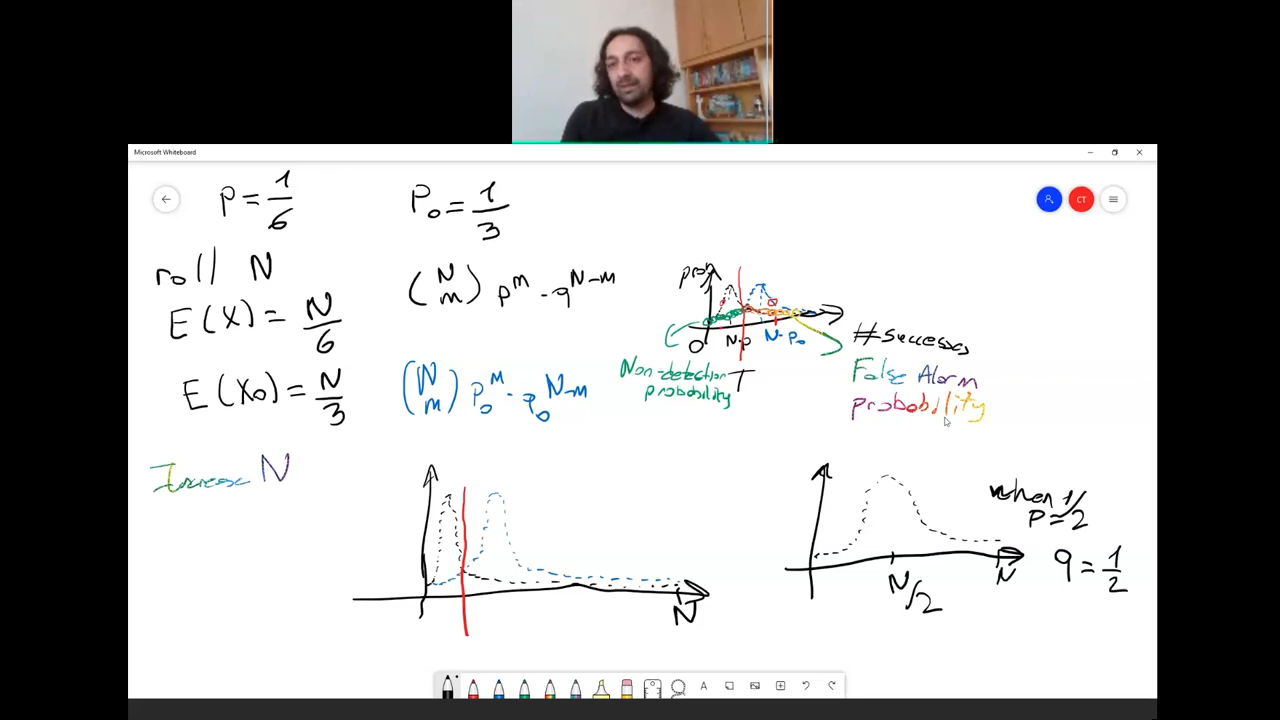 Microsoft Whiteboard
CT
p = 1/6
P₀ = 1/3
roll N
(N m) p^m · q^(N-m)
E(X) = N/6
E(X₀) = N/3
(N m) p₀^m · q₀^(N-m)
prob
O
N·p
N·p₀
T
# successes
Non-detection
probability
False Alarm
probability
Increase N
N
when
p = 1/2
q = 1/2
N/2
N